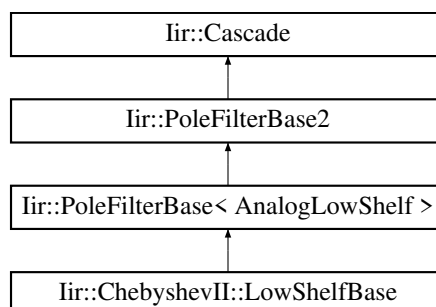 Iir::Cascade
Iir::PoleFilterBase2
Iir::PoleFilterBase< AnalogLowShelf >
Iir::ChebyshevII::LowShelfBase